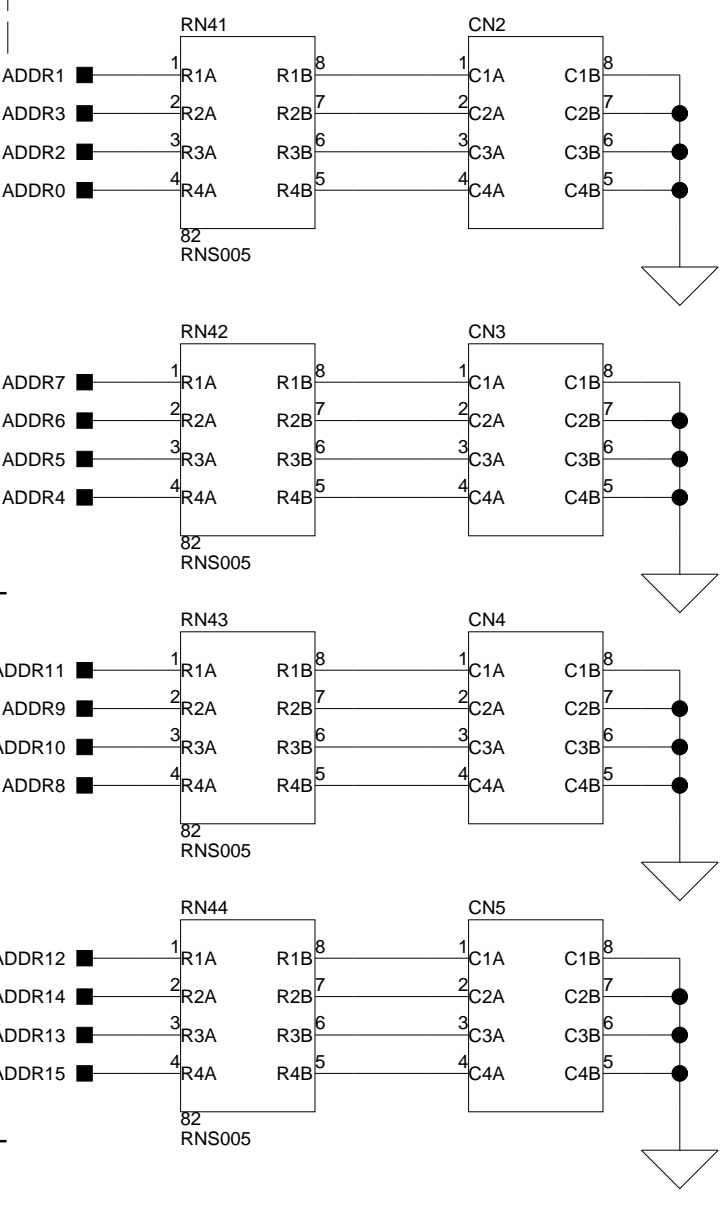 RN41 CN2
ADDR1 1 R1A R1B 8 1 C1A C1B 8
ADDR3 2 R2A R2B 7 2 C2A C2B 7
ADDR2 3 R3A R3B 6 3 C3A C3B 6
ADDR0 4 R4A R4B 5 4 C4A C4B 5
82
RNS005
RN42 CN3
ADDR7 1 R1A R1B 8 1 C1A C1B 8
ADDR6 2 R2A R2B 7 2 C2A C2B 7
ADDR5 3 R3A R3B 6 3 C3A C3B 6
ADDR4 4 R4A R4B 5 4 C4A C4B 5
82
RNS005
RN43 CN4
ADDR11 1 R1A R1B 8 1 C1A C1B 8
ADDR9 2 R2A R2B 7 2 C2A C2B 7
ADDR10 3 R3A R3B 6 3 C3A C3B 6
ADDR8 4 R4A R4B 5 4 C4A C4B 5
82
RNS005
RN44 CN5
ADDR12 1 R1A R1B 8 1 C1A C1B 8
ADDR14 2 R2A R2B 7 2 C2A C2B 7
ADDR13 3 R3A R3B 6 3 C3A C3B 6
ADDR15 4 R4A R4B 5 4 C4A C4B 5
82
RNS005